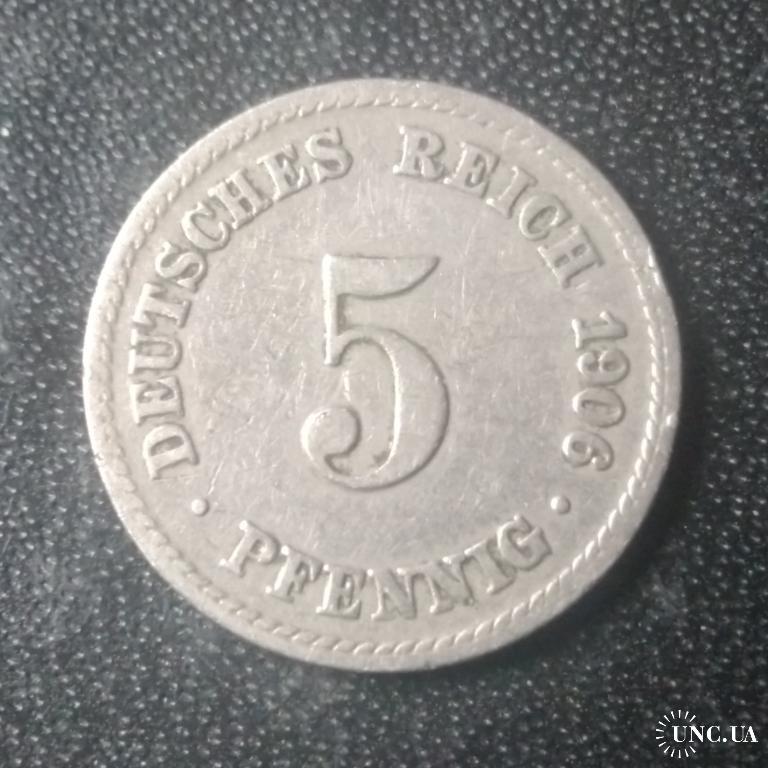 DEUTSCHES REICH 1906
5
· PFENNIG ·
UNC.UA